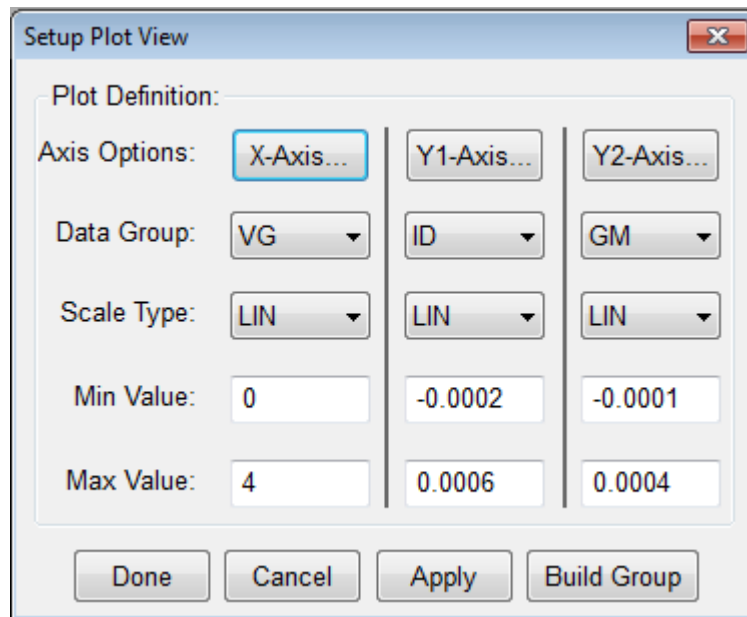 Setup Plot View
Plot Definition:
Axis Options: X-Axis... Y1-Axis... Y2-Axis...
Data Group: VG ID GM
Scale Type: LIN LIN LIN
Min Value: 0 -0.0002 -0.0001
Max Value: 4 0.0006 0.0004
Done Cancel Apply Build Group